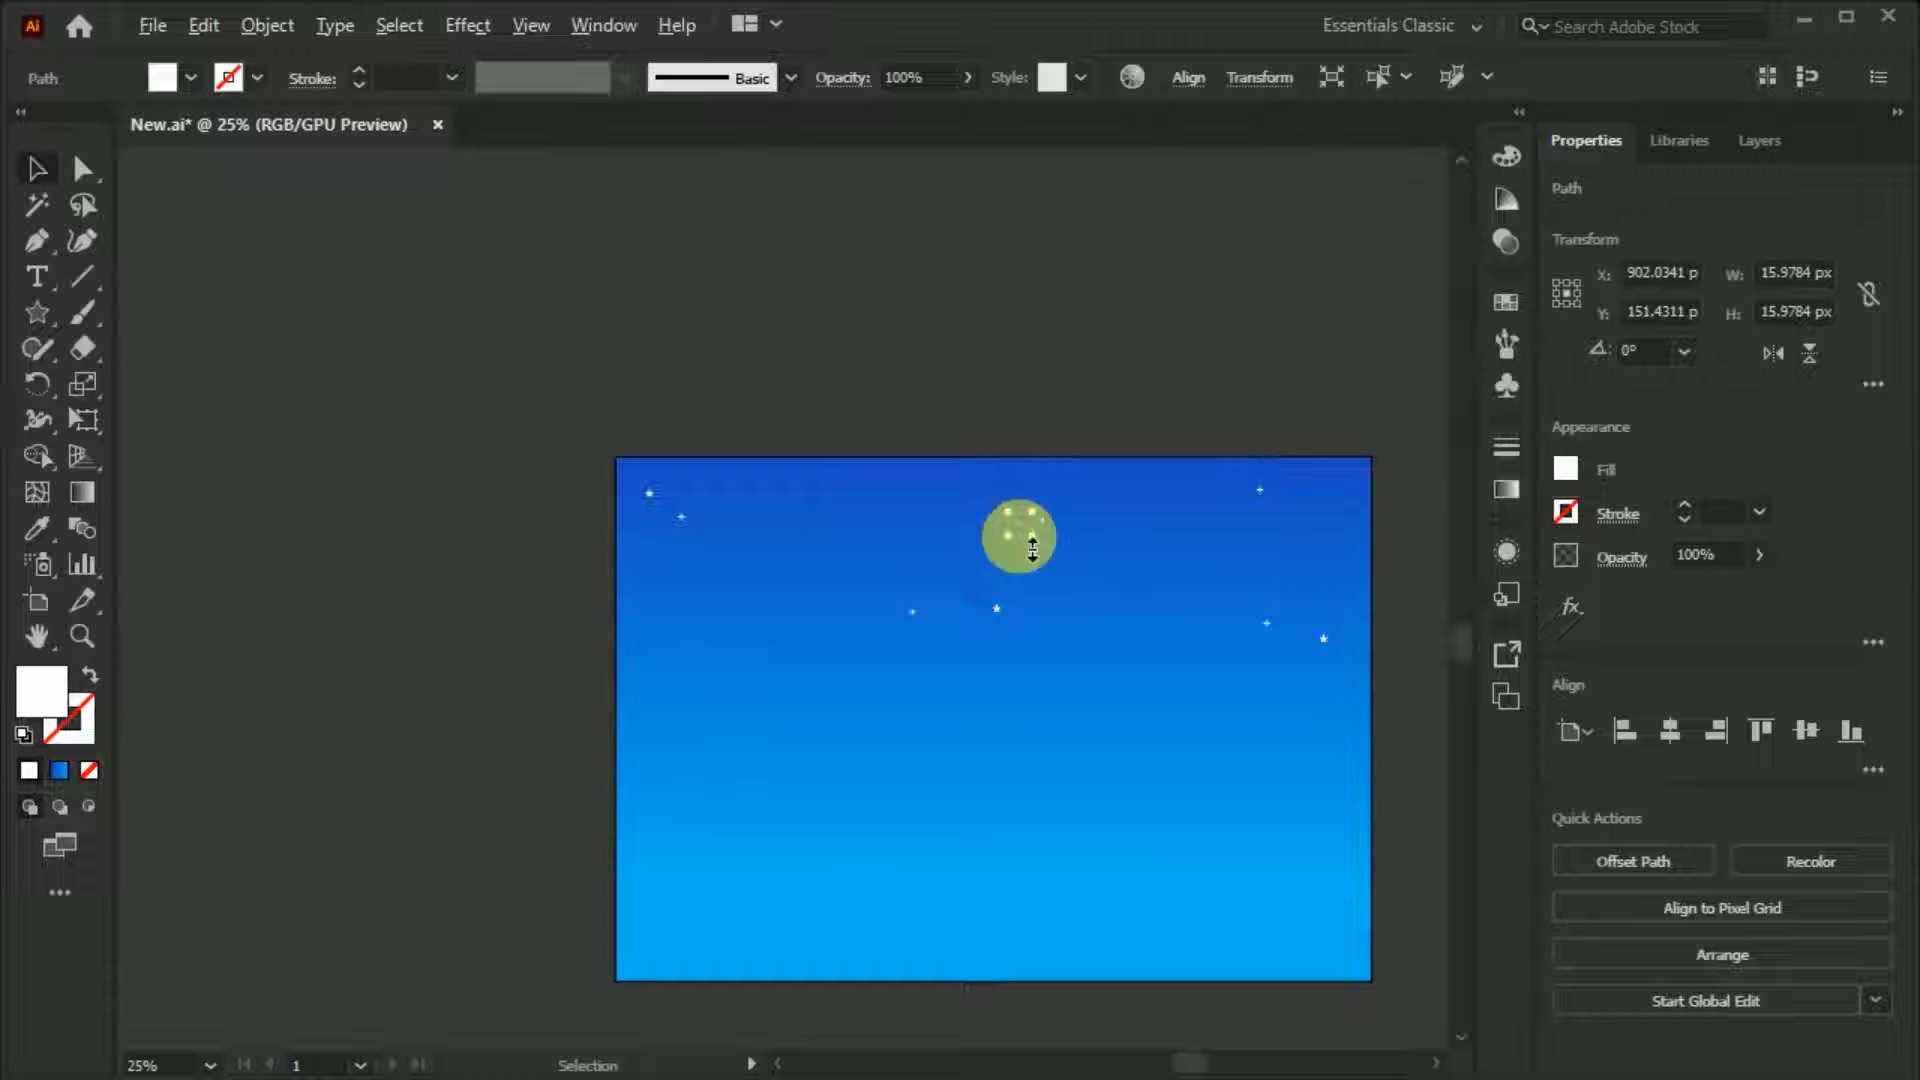 Ai File Edit Object Type Select Effect View Window Help Essentials Classic Search Adobe Stock
Path Stroke: Basic Opacity: 100% Style: Align Transform
New.ai* @ 25% (RGB/GPU Preview) ×
Properties Libraries Layers
Path
Transform
X: 902.0341 p W: 15.9784 px
Y: 151.4311 p H: 15.9784 px
0°
Appearance
Fill
Stroke
Opacity 100%
fx.
Align
Quick Actions
Offset Path Recolor
Align to Pixel Grid
Arrange
Start Global Edit
25% 1 Selection